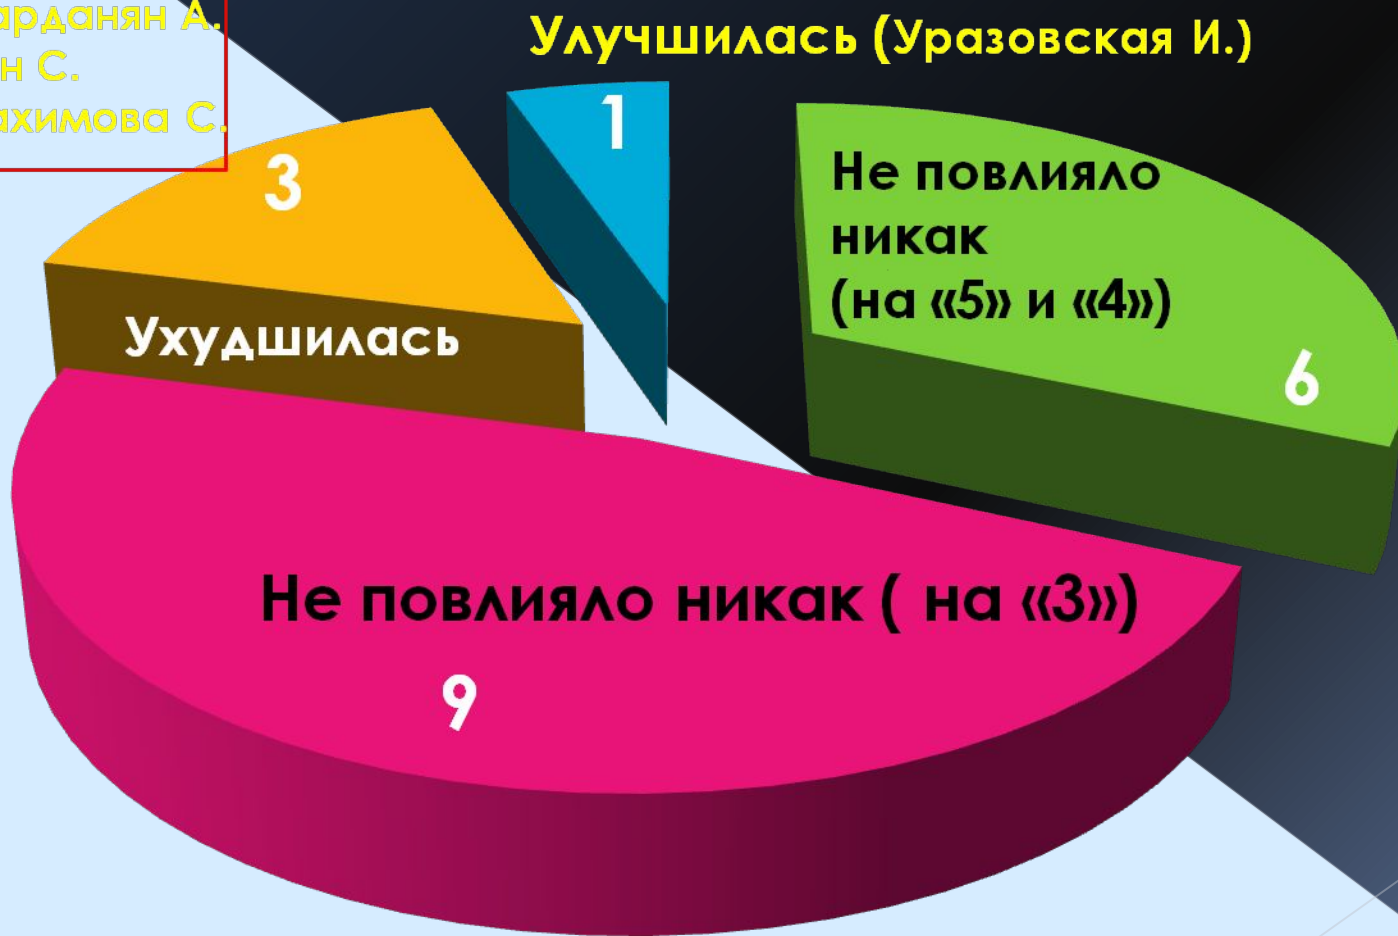 А.
С.
С.
Улучшилась (Уразовская И.)
1
3
Не повлияло
никак
(на «5» и «4»)
6
Ухудшилась
Не повлияло никак ( на «3»)
9